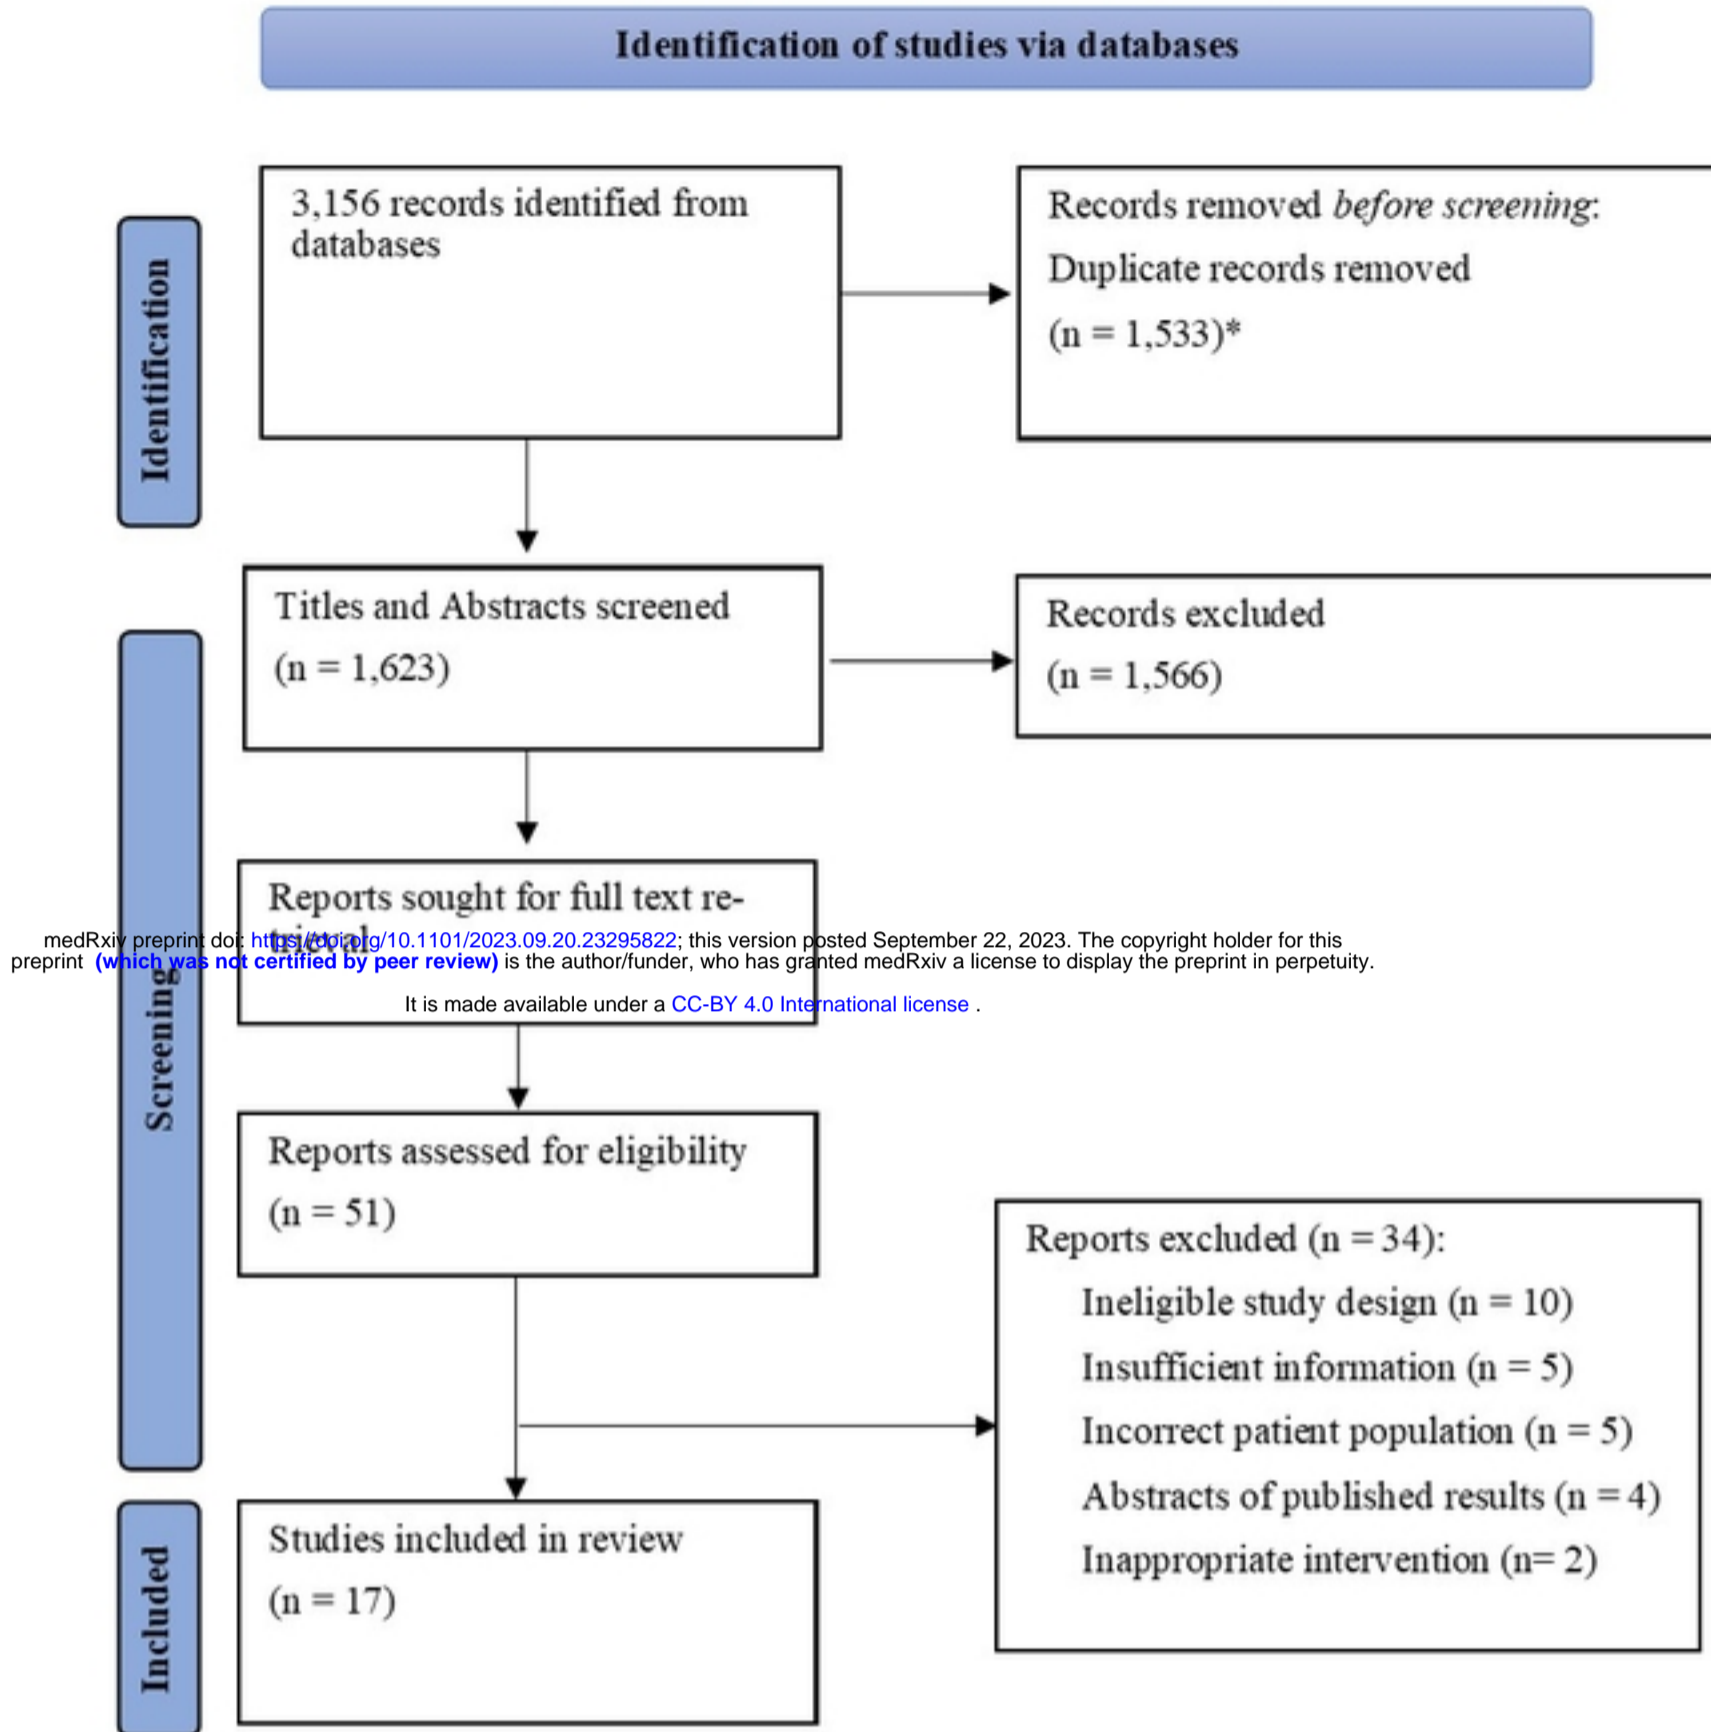 Identification of studies via databases
Identification
3,156 records identified from
databases
Records removed before screening:
Duplicate records removed
(n = 1,533)*
Screening
Titles and Abstracts screened
(n = 1,623)
Records excluded
(n = 1,566)
Reports sought for full text re-
trieval
medRxiv preprint doi: https://doi.org/10.1101/2023.09.20.23295822; this version posted September 22, 2023. The copyright holder for this
preprint (which was not certified by peer review) is the author/funder, who has granted medRxiv a license to display the preprint in perpetuity.
It is made available under a CC-BY 4.0 International license .
Reports assessed for eligibility
(n = 51)
Reports excluded (n = 34):
Ineligible study design (n = 10)
Insufficient information (n = 5)
Incorrect patient population (n = 5)
Abstracts of published results (n = 4)
Inappropriate intervention (n= 2)
Included
Studies included in review
(n = 17)